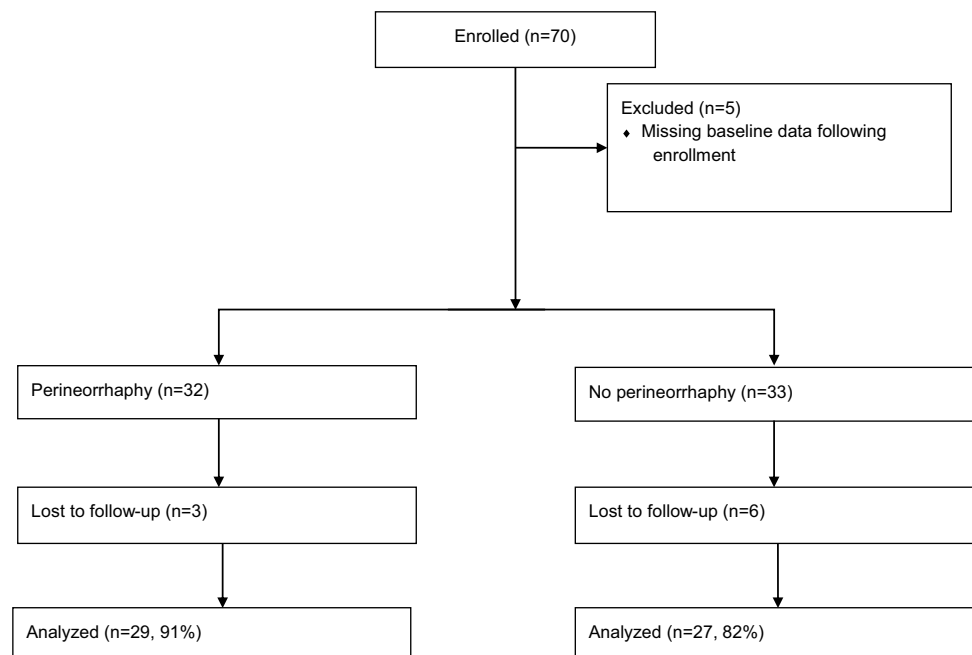 Enrolled (n=70)
Excluded (n=5)
♦ Missing baseline data following
enrollment
Perineorrhaphy (n=32)
No perineorrhaphy (n=33)
Lost to follow-up (n=3)
Lost to follow-up (n=6)
Analyzed (n=29, 91%)
Analyzed (n=27, 82%)